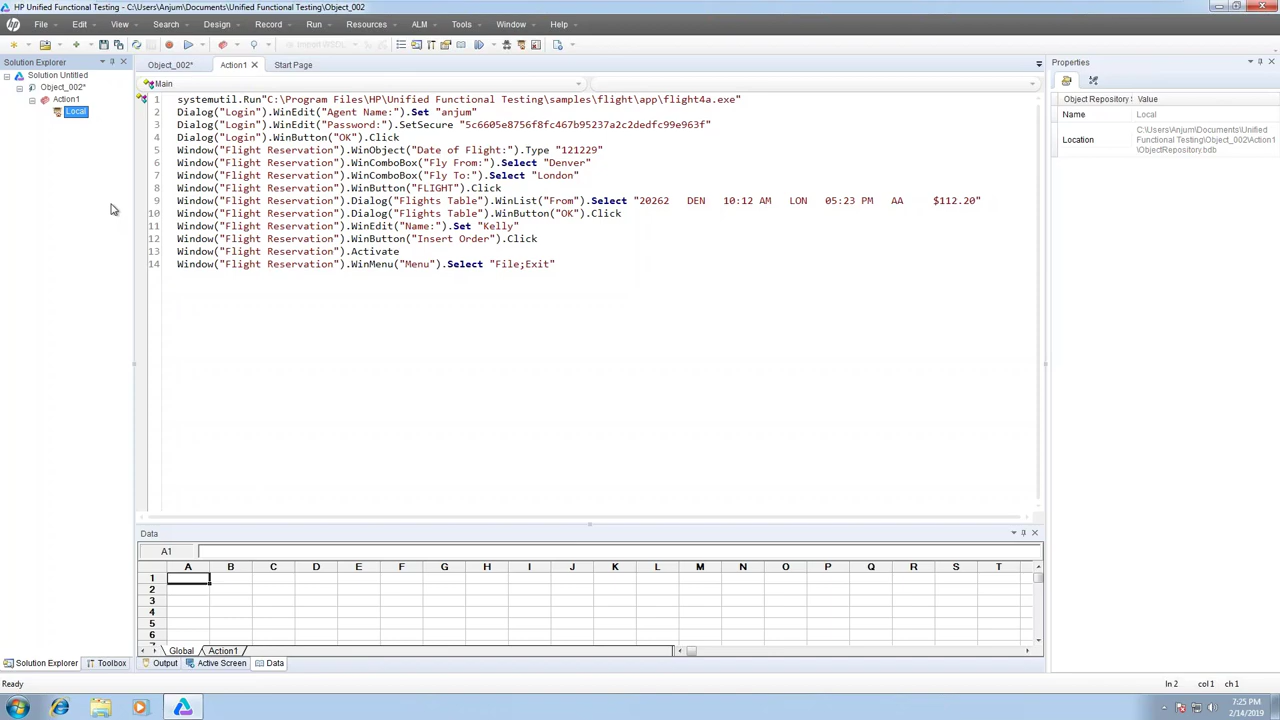 HP Unified Functional Testing - C:\Users\Anjum\Documents\Unified Functional Testing\Object_002
File Edit View Search Design Record Run Resources ALM Tools Window Help
Import WSDL
Solution Explorer
Solution Untitled
Object_002*
Action1
Local
Object_002* Action1 Start Page
Main
1 systemutil.Run"C:\Program Files\HP\Unified Functional Testing\samples\flight\app\flight4a.exe"
2 Dialog("Login").WinEdit("Agent Name:").Set "anjum"
3 Dialog("Login").WinEdit("Password:").SetSecure "5c6605e8756f8fc467b95237a2c2dedfc99e963f"
4 Dialog("Login").WinButton("OK").Click
5 Window("Flight Reservation").WinObject("Date of Flight:").Type "121229"
6 Window("Flight Reservation").WinComboBox("Fly From:").Select "Denver"
7 Window("Flight Reservation").WinComboBox("Fly To:").Select "London"
8 Window("Flight Reservation").WinButton("FLIGHT").Click
9 Window("Flight Reservation").Dialog("Flights Table").WinList("From").Select "20262 DEN 10:12 AM LON 05:23 PM AA $112.20"
10 Window("Flight Reservation").Dialog("Flights Table").WinButton("OK").Click
11 Window("Flight Reservation").WinEdit("Name:").Set "Kelly"
12 Window("Flight Reservation").WinButton("Insert Order").Click
13 Window("Flight Reservation").Activate
14 Window("Flight Reservation").WinMenu("Menu").Select "File;Exit"
Properties
Object Repository Value
Name Local
Location C:\Users\Anjum\Documents\Unified
Functional Testing\Object_002\Action1
\ObjectRepository.bdb
Data
A1
A B C D E F G H I J K L M N O P Q R S T
1
2
3
4
5
6
Global Action1
Solution Explorer Toolbox Output Active Screen Data
Ready ln 2 col 1 ch 1
7:25 PM
2/14/2019